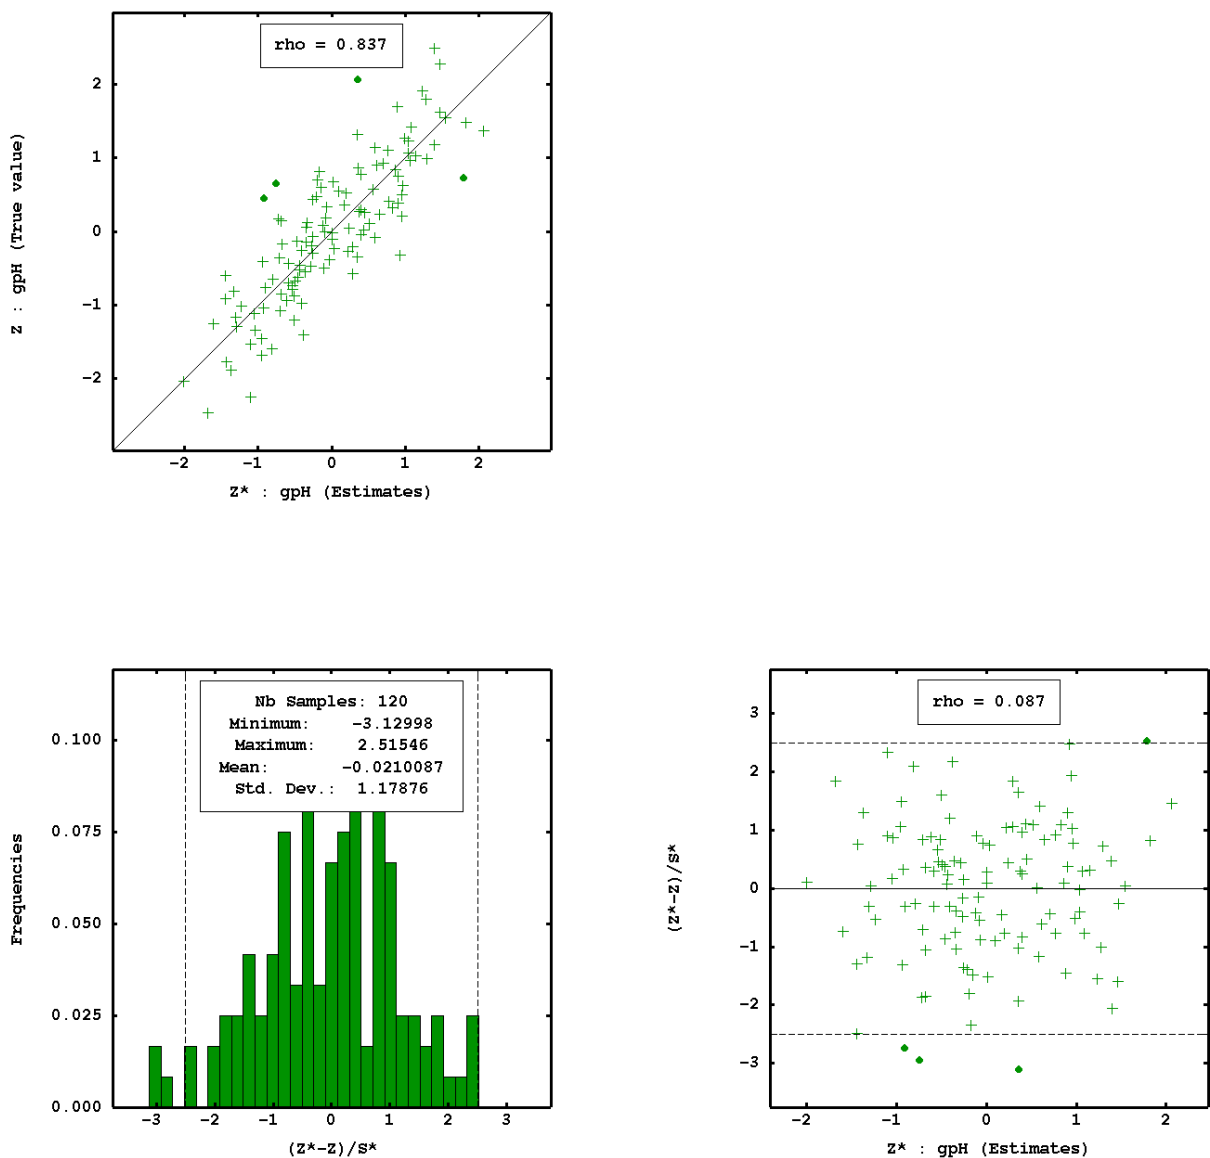 rho = 0.837
2
1
0
−1
−2
Z : gpH (True value)
−2 −1 0 1 2
Z* : gpH (Estimates)
Nb Samples: 120
Minimum: −3.12998
Maximum: 2.51546
Mean: −0.0210087
Std. Dev.: 1.17876
0.100
0.075
0.050
0.025
0.000
Frequencies
−3 −2 −1 0 1 2 3
(Z*−Z)/S*
rho = 0.087
3
2
1
0
−1
−2
−3
(Z*−Z)/S*
−2 −1 0 1 2
Z* : gpH (Estimates)